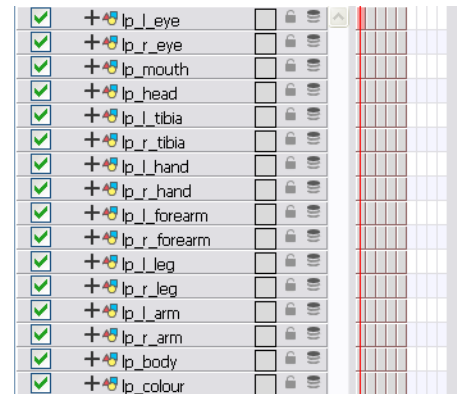 lp_l_eye
lp_r_eye
lp_mouth
lp_head
lp_l_tibia
lp_r_tibia
lp_l_hand
lp_r_hand
lp_l_forearm
lp_r_forearm
lp_l_leg
lp_r_leg
lp_l_arm
lp_r_arm
lp_body
lp_colour